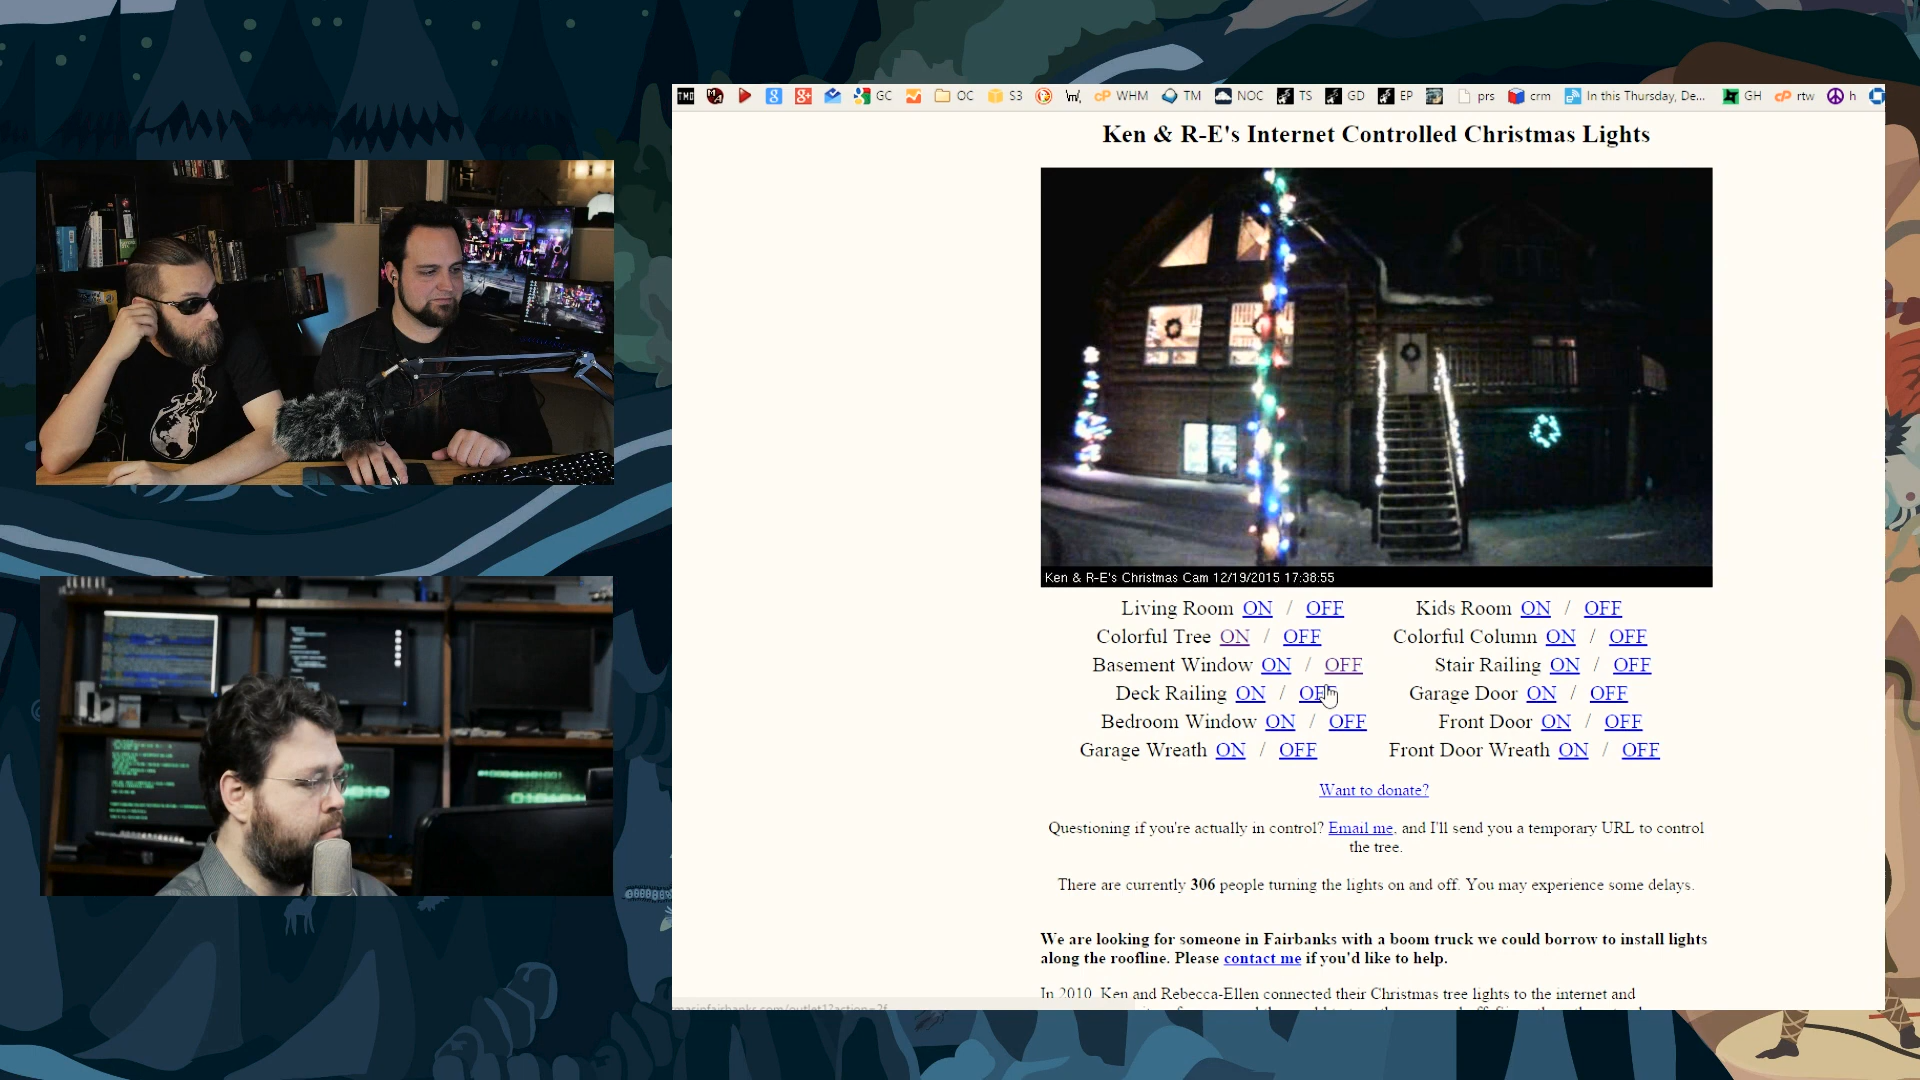 GC OC S3 \m/, cP WHM TM NOC TS GD EP prs crm In this Thursday, De... GH cP rtw h
Ken & R-E's Internet Controlled Christmas Lights
Ken & R-E's Christmas Cam 12/19/2015 17:38:55
Living Room ON / OFF Kids Room ON / OFF
Colorful Tree ON / OFF Colorful Column ON / OFF
Basement Window ON / OFF Stair Railing ON / OFF
Deck Railing ON / OFF Garage Door ON / OFF
Bedroom Window ON / OFF Front Door ON / OFF
Garage Wreath ON / OFF Front Door Wreath ON / OFF
Want to donate?
Questioning if you're actually in control? Email me, and I'll send you a temporary URL to control
the tree.
There are currently 306 people turning the lights on and off. You may experience some delays.
We are looking for someone in Fairbanks with a boom truck we could borrow to install lights
along the roofline. Please contact me if you'd like to help.
In 2010, Ken and Rebecca-Ellen connected their Christmas tree lights to the internet and